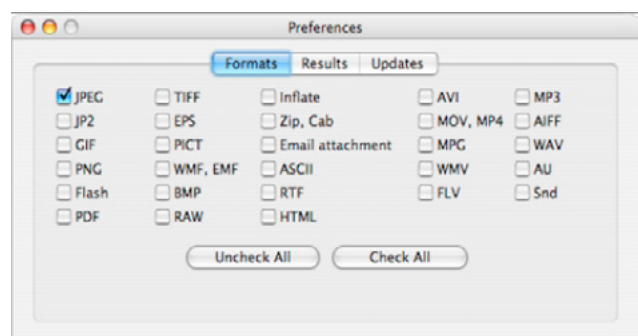 Preferences
Formats Results Updates
JPEG TIFF Inflate AVI MP3
JP2 EPS Zip, Cab MOV, MP4 AIFF
GIF PICT Email attachment MPG WAV
PNG WMF, EMF ASCII WMV AU
Flash BMP RTF FLV Snd
PDF RAW HTML
Uncheck All Check All